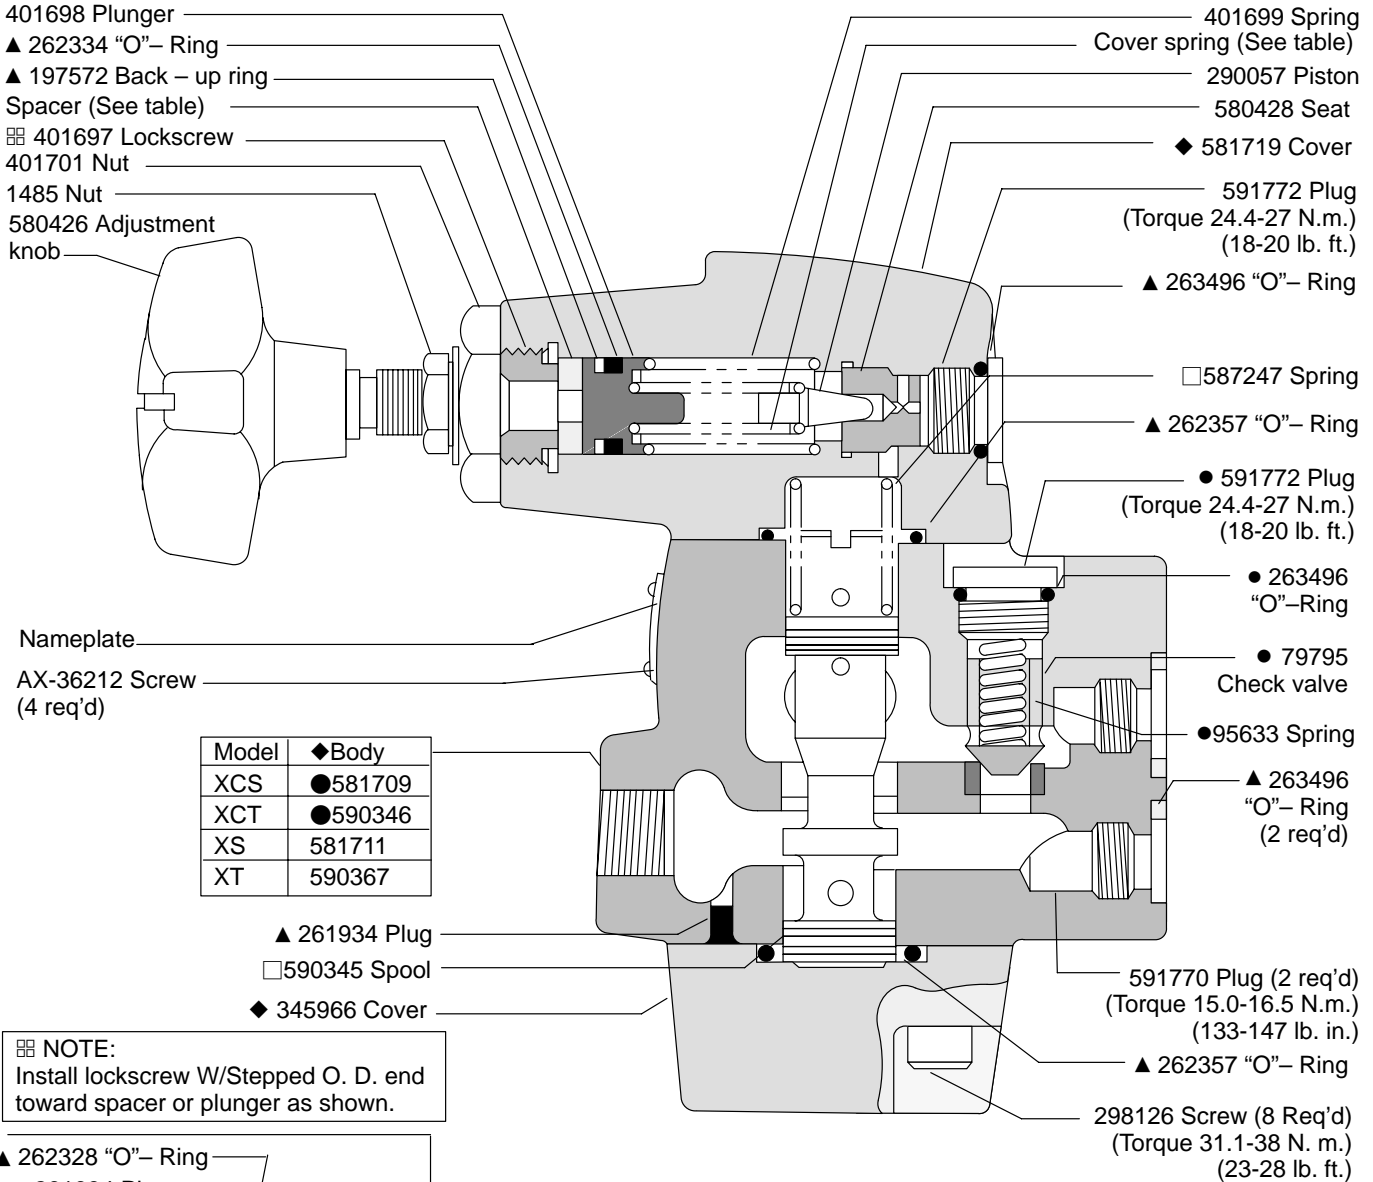 401698 Plunger
▲ 262334 “O”– Ring
▲ 197572 Back – up ring
Spacer (See table)
401697 Lockscrew
401701 Nut
1485 Nut
580426 Adjustment
knob
401699 Spring
Cover spring (See table)
290057 Piston
580428 Seat
◆ 581719 Cover
591772 Plug
(Torque 24.4-27 N.m.)
(18-20 lb. ft.)
▲ 263496 “O”– Ring
□587247 Spring
▲ 262357 “O”– Ring
● 591772 Plug
(Torque 24.4-27 N.m.)
(18-20 lb. ft.)
● 263496
“O”–Ring
● 79795
Check valve
●95633 Spring
▲ 263496
“O”– Ring
(2 req’d)
Nameplate
AX-36212 Screw
(4 req’d)
Model ◆Body
XCS ●581709
XCT ●590346
XS 581711
XT 590367
▲ 261934 Plug
□590345 Spool
◆ 345966 Cover
591770 Plug (2 req’d)
(Torque 15.0-16.5 N.m.)
(133-147 lb. in.)
▲ 262357 “O”– Ring
298126 Screw (8 Req’d)
(Torque 31.1-38 N. m.)
(23-28 lb. ft.)
NOTE:
Install lockscrew W/Stepped O. D. end
toward spacer or plunger as shown.
▲ 262328 “O”– Ring